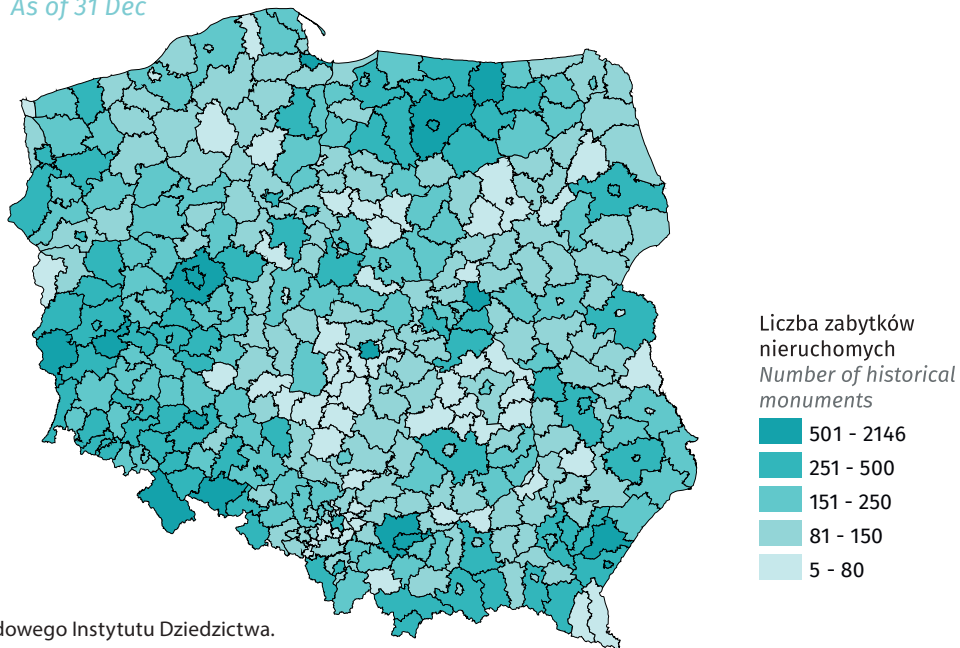 As of 31 Dec
Liczba zabytków
nieruchomych
Number of historical
monuments
501 - 2146
251 - 500
151 - 250
81 - 150
5 - 80
Instytutu Dziedzictwa.